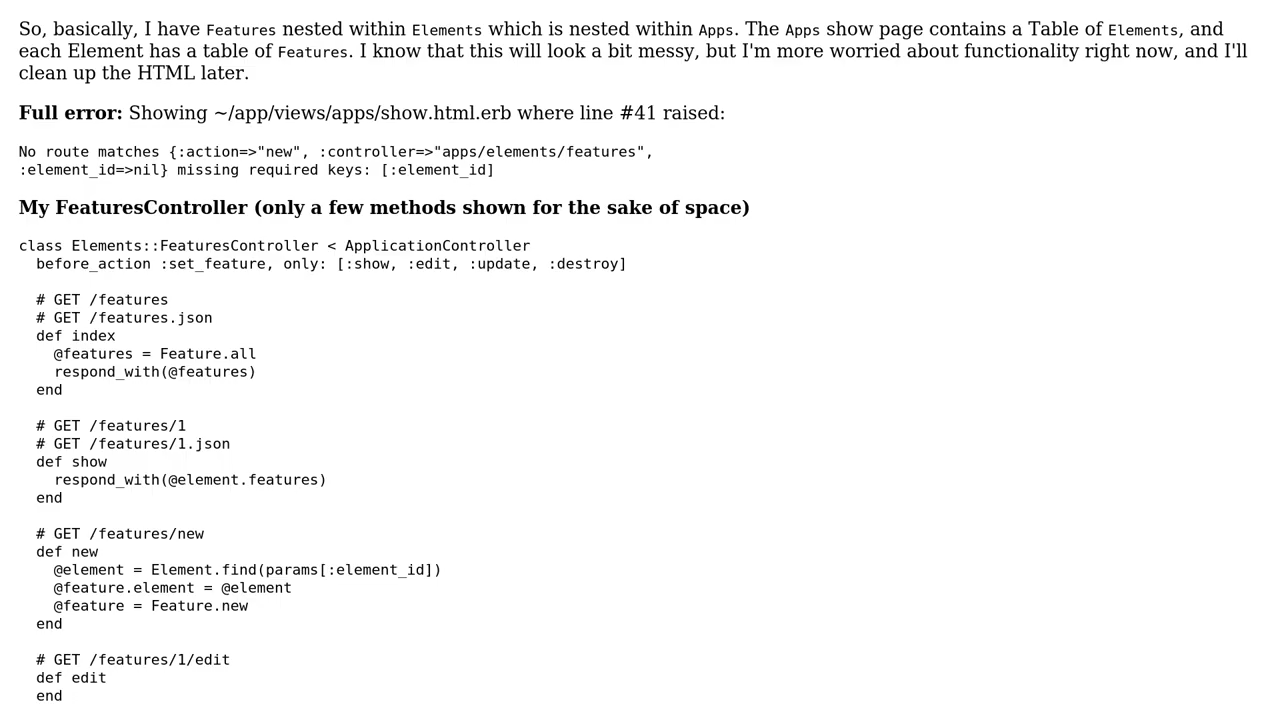 So, basically, I have Features nested within Elements which is nested within Apps. The Apps show page contains a Table of Elements, and
each Element has a table of Features. I know that this will look a bit messy, but I'm more worried about functionality right now, and I'll
clean up the HTML later.
Full error: Showing ~/app/views/apps/show.html.erb where line #41 raised:
No route matches {:action=>"new", :controller=>"apps/elements/features",
:element_id=>nil} missing required keys: [:element_id]
My FeaturesController (only a few methods shown for the sake of space)
class Elements::FeaturesController < ApplicationController
  before_action :set_feature, only: [:show, :edit, :update, :destroy]
  # GET /features
  # GET /features.json
  def index
    @features = Feature.all
    respond_with(@features)
  end
  # GET /features/1
  # GET /features/1.json
  def show
    respond_with(@element.features)
  end
  # GET /features/new
  def new
    @element = Element.find(params[:element_id])
    @feature.element = @element
    @feature = Feature.new
  end
  # GET /features/1/edit
  def edit
  end